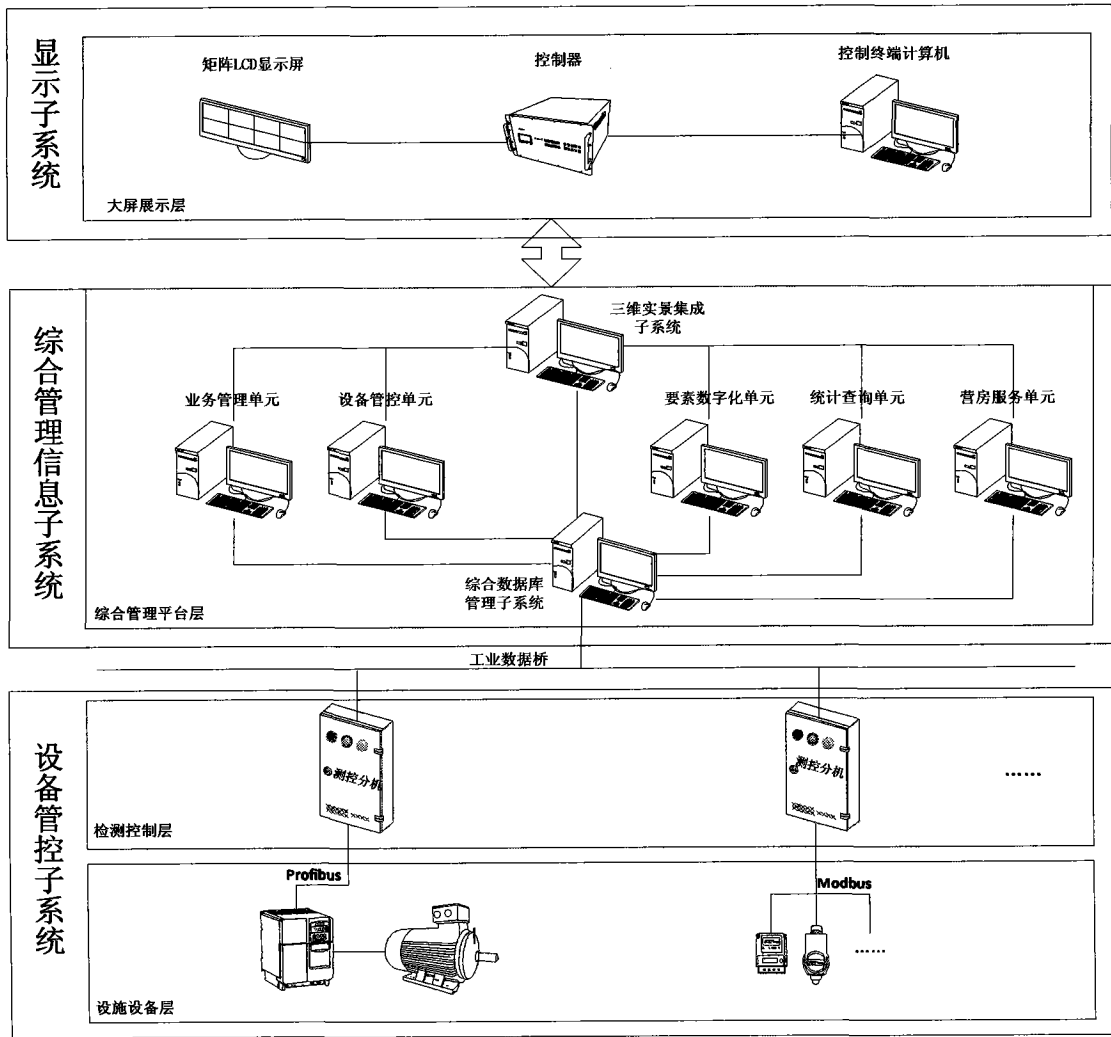 显示子系统
矩阵LCD显示屏
控制器
控制终端计算机
大屏展示层
综合管理信息子系统
三维实景集成
子系统
业务管理单元
设备管控单元
要素数字化单元
统计查询单元
营房服务单元
综合数据库
管理子系统
综合管理平台层
工业数据桥
设备管控子系统
测控分机
测控分机
……
检测控制层
Profibus
Modbus
……
设施设备层